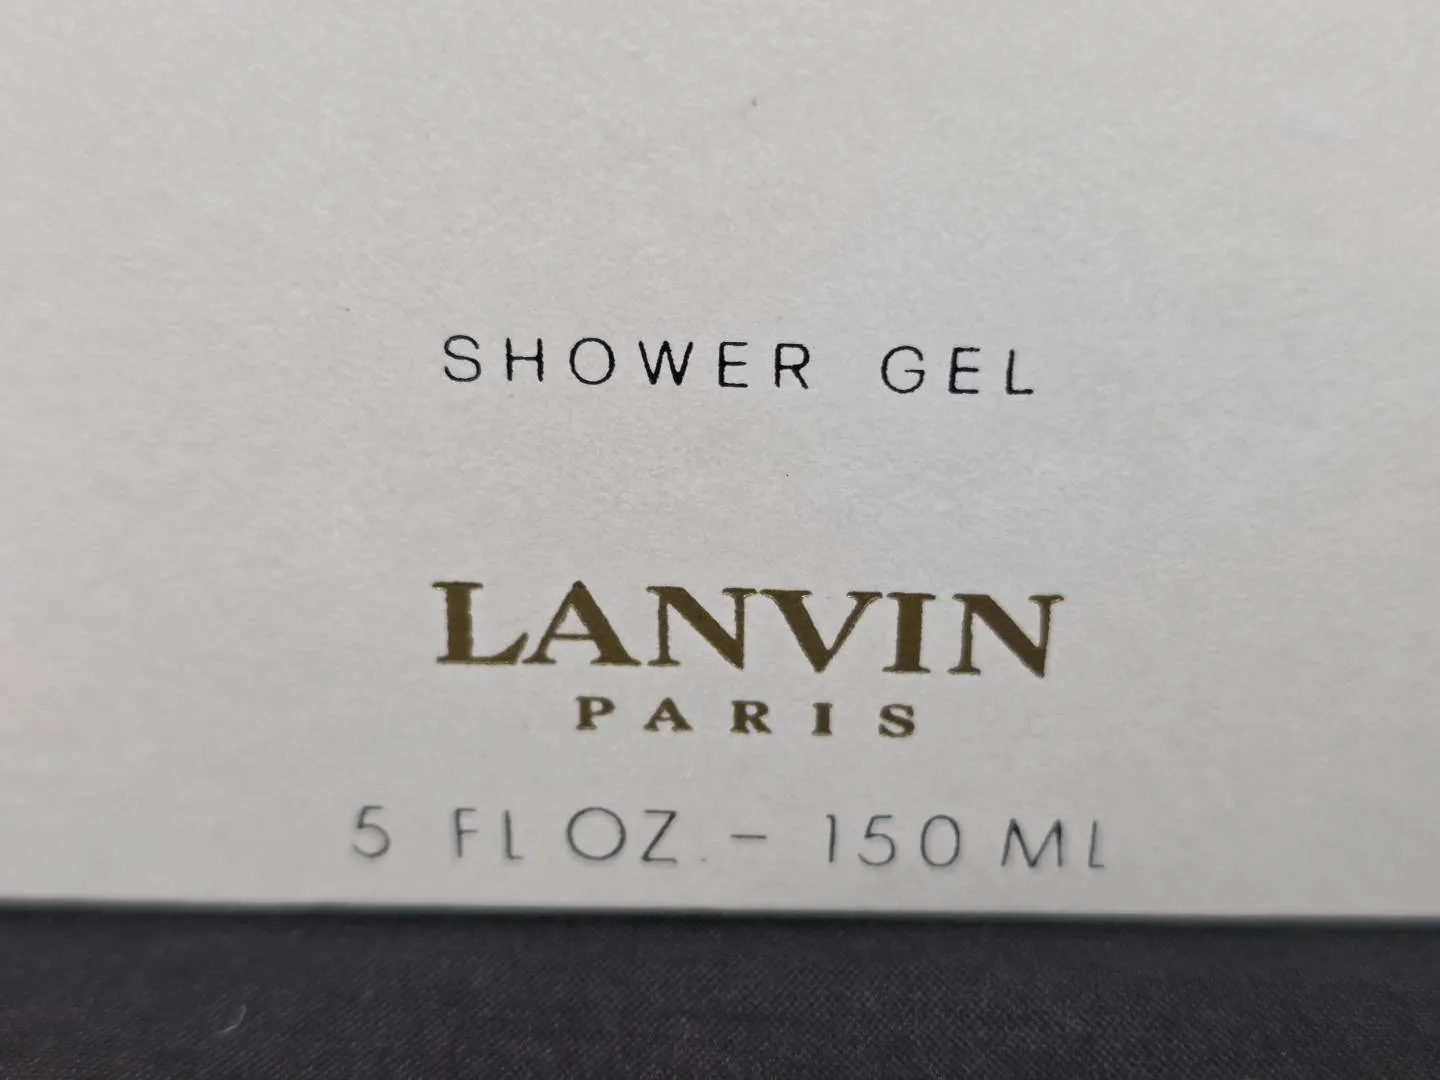 SHOWER GEL
LANVIN
PARIS
5 FL OZ. - 150 ML